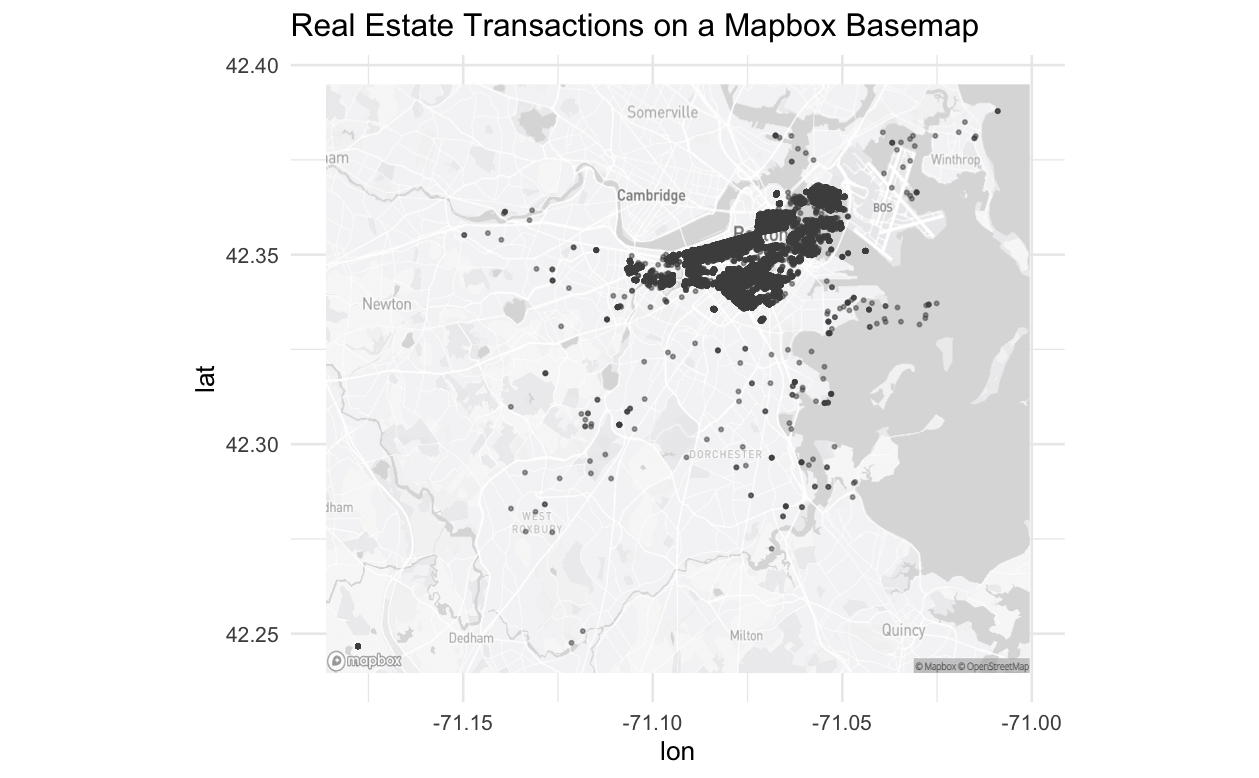 Real Estate Transactions on a Mapbox Basemap
42.40
Somerville
ham
Winthrop
Cambridge
BOS
42.35
Newton
lat
42.30
DORCHESTER
dham
WEST
ROXBURY
42.25
Dedham
Milton
Quincy
mapbox
© Mapbox © OpenStreetMap
-71.15
-71.10
-71.05
-71.00
lon